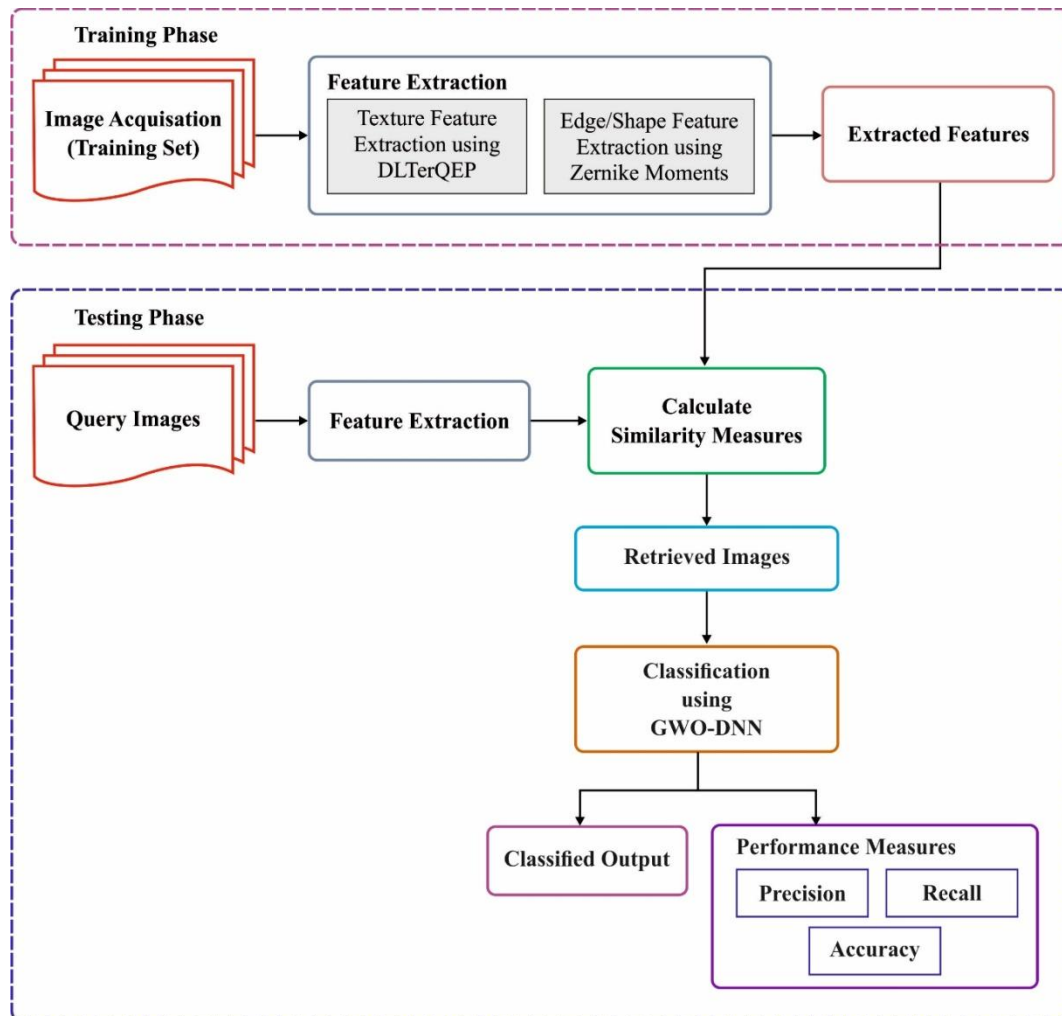 Training Phase
Image Acquisation
(Training Set)
Feature Extraction
Texture Feature
Extraction using
DLTerQEP
Edge/Shape Feature
Extraction using
Zernike Moments
Extracted Features
Testing Phase
Query Images
Feature Extraction
Calculate
Similarity Measures
Retrieved Images
Classification
using
GWO-DNN
Classified Output
Performance Measures
Precision
Recall
Accuracy